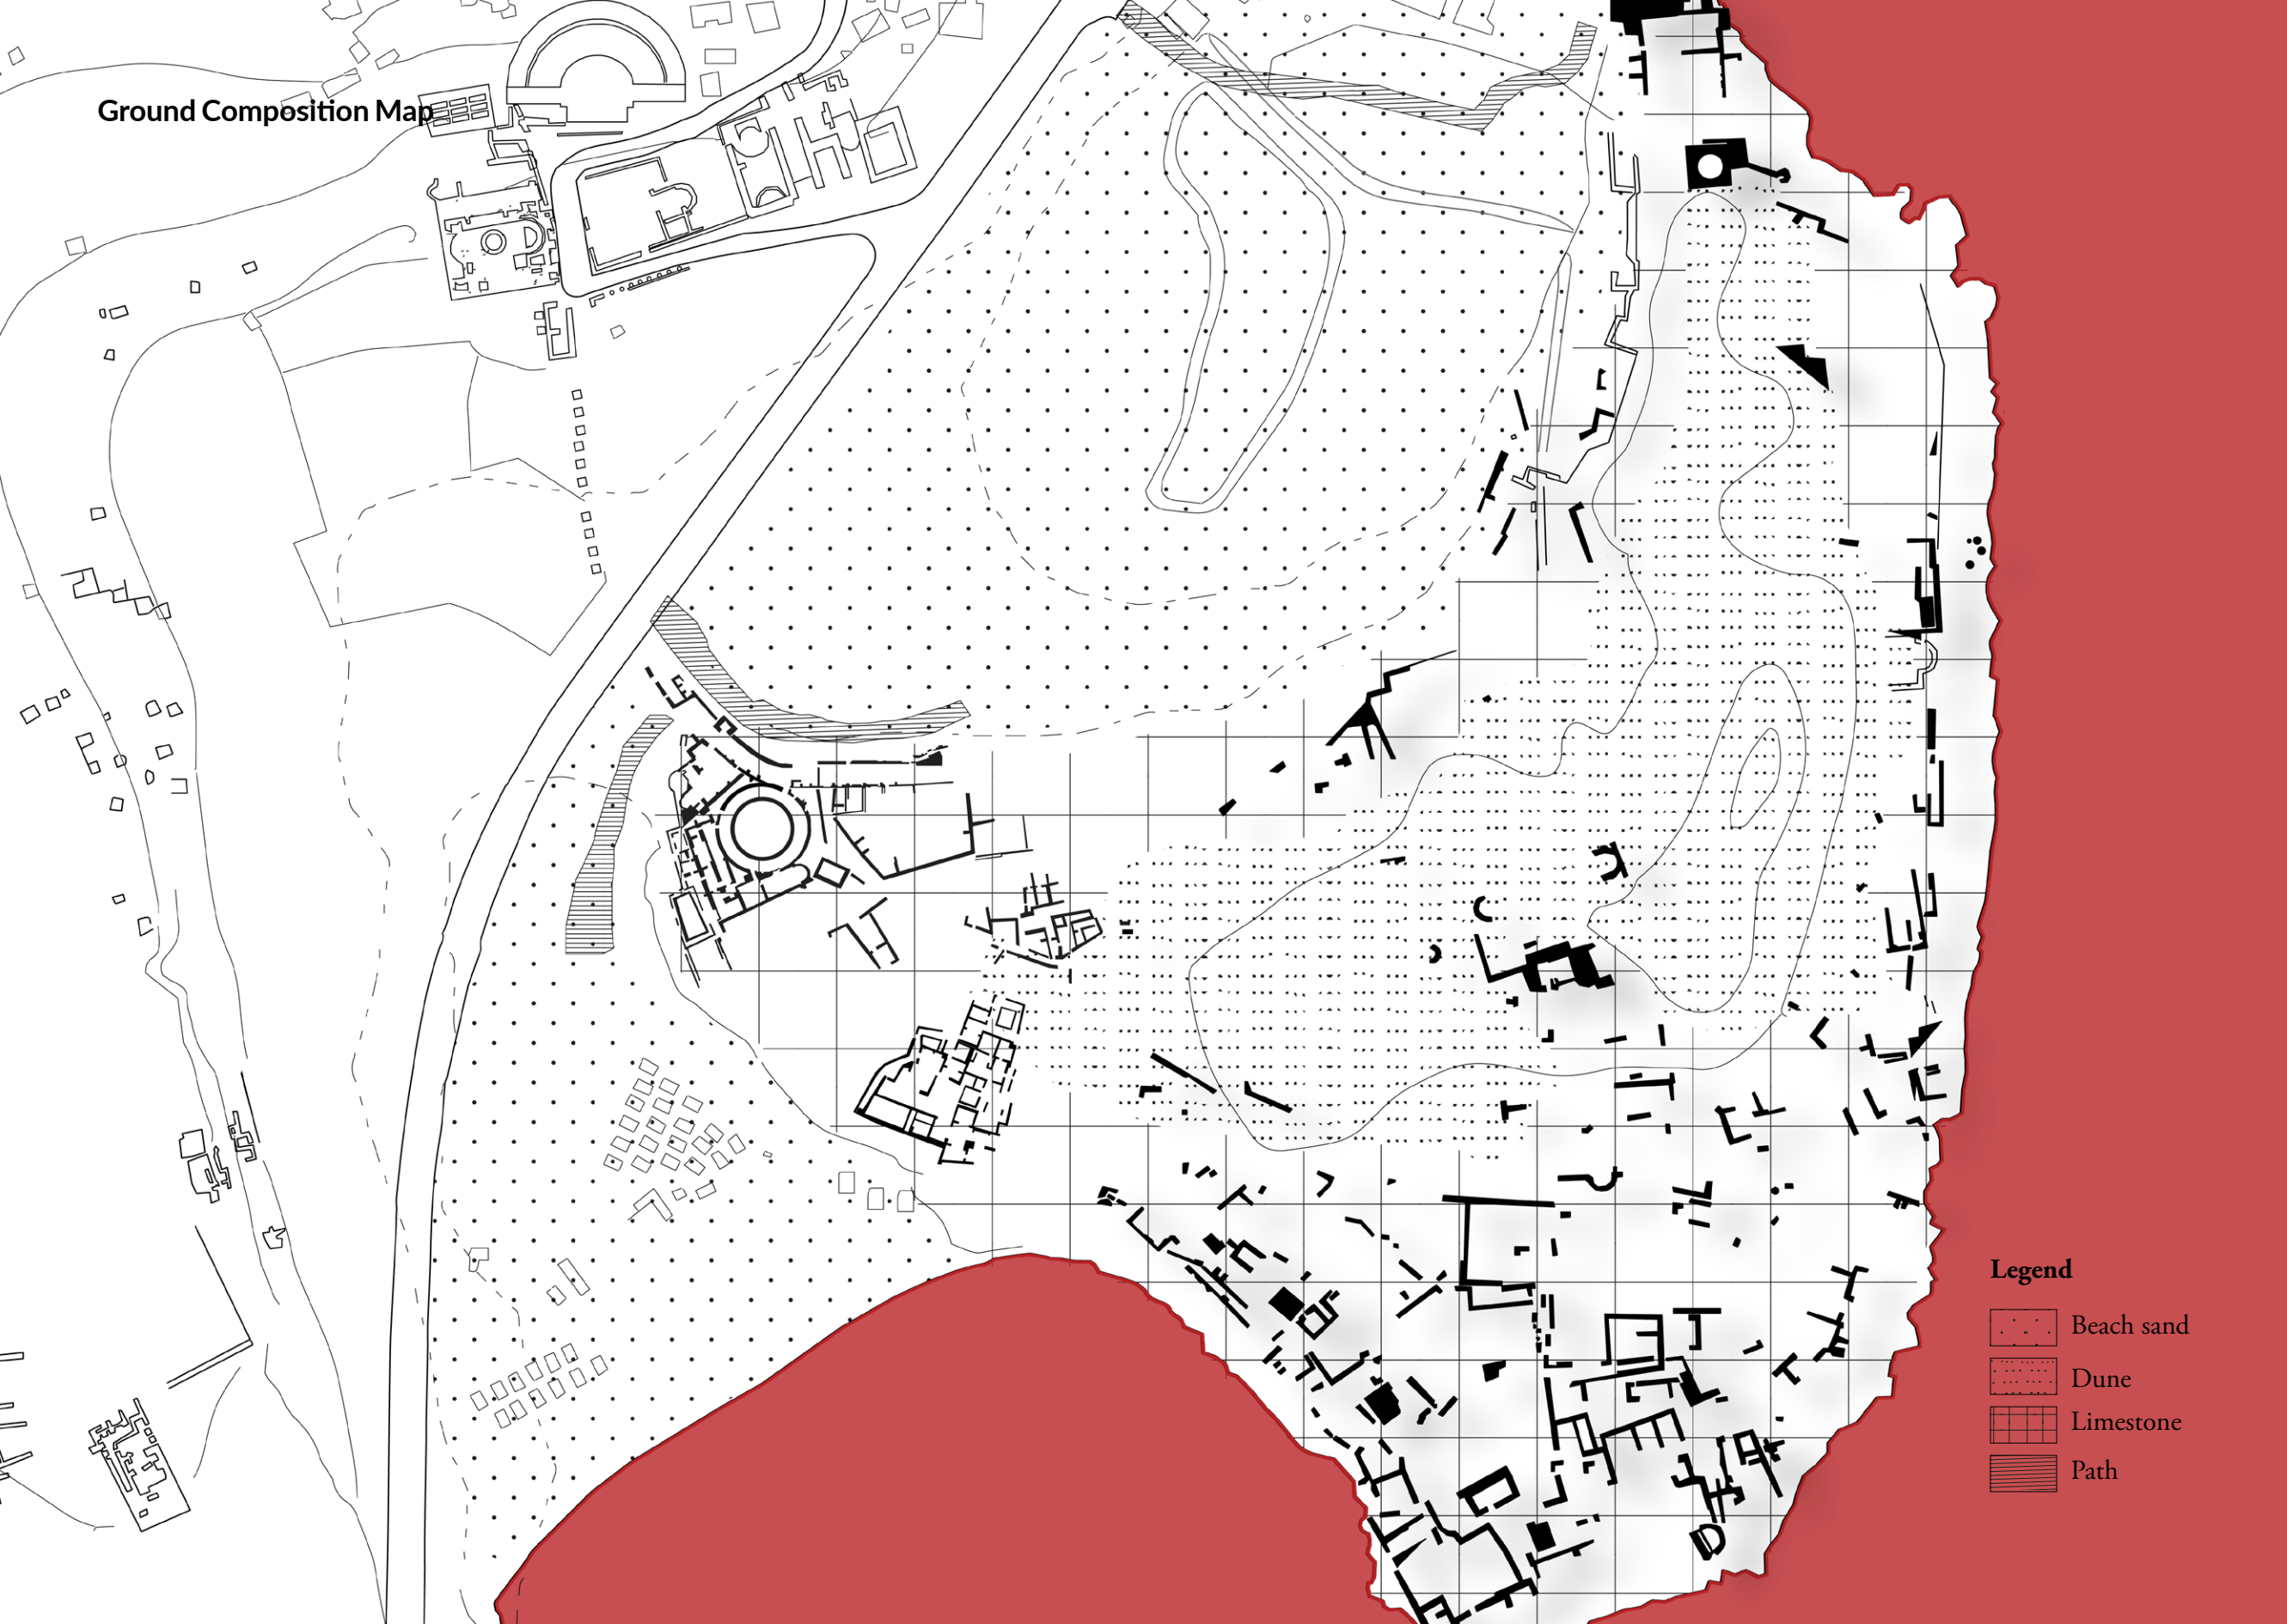 Ground Composition Map
Legend
Beach sand
Dune
Limestone
Path